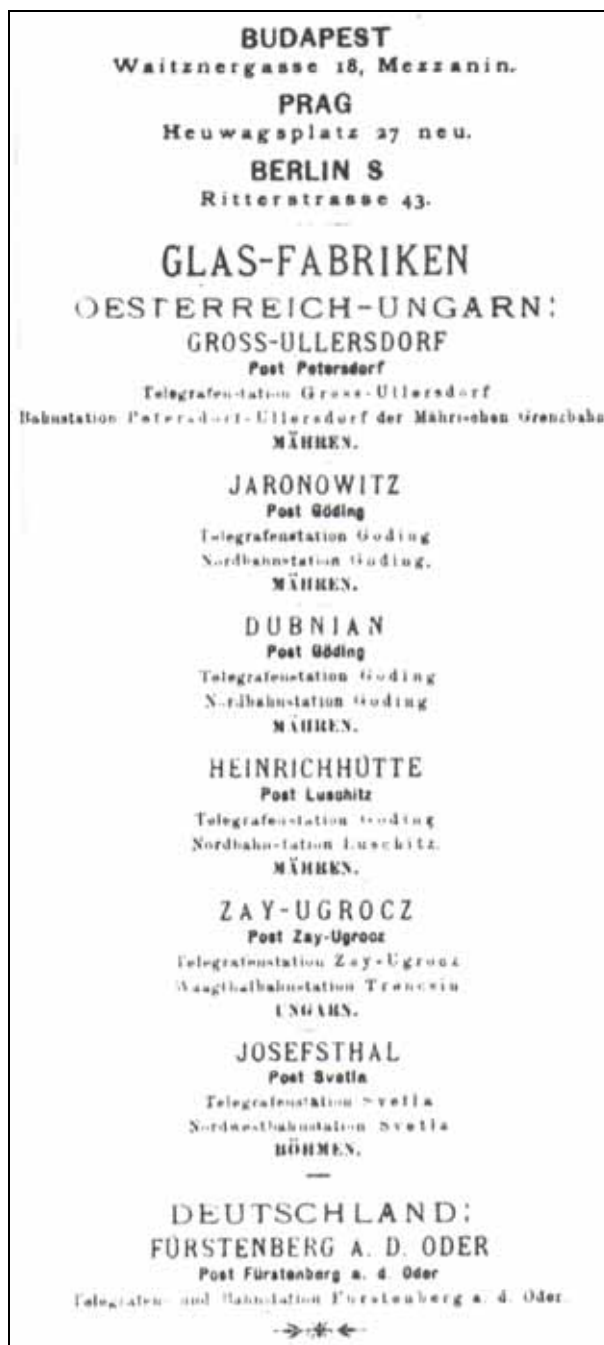 BUDAPEST
Waitznergasse 18, Mezzanin.
PRAG
Heuwagsplatz 27 neu.
BERLIN S
Ritterstrasse 43.
GLAS-FABRIKEN
OESTERREICH-UNGARN:
GROSS-ULLERSDORF
Post Petersdorf
Telegrafenstation Gross-Ullersdorf
Bahnstation Petersdorf-Ullersdorf der Mährischen Grenzbahn
MÄHREN.
JARONOWITZ
Post Göding
Telegrafenstation Göding
Nordbahnstation Göding.
MÄHREN.
DUBNIAN
Post Göding
Telegrafenstation Göding
Nordbahnstation Göding
MÄHREN.
HEINRICHHÜTTE
Post Luschitz
Telegrafenstation Göding
Nordbahnstation Luschitz.
MÄHREN.
ZAY-UGROCZ
Post Zay-Ugrocz
Telegrafenstation Zay-Ugrocz
Waagthalbahnstation Trencsin
UNGARN.
JOSEFSTHAL
Post Svetla
Telegrafenstation Svetla
Nordwestbahnstation Svetla
BÖHMEN.
DEUTSCHLAND:
FÜRSTENBERG A. D. ODER
Post Fürstenberg a. d. Oder
Telegrafen- und Bahnstation Fürstenberg a. d. Oder.